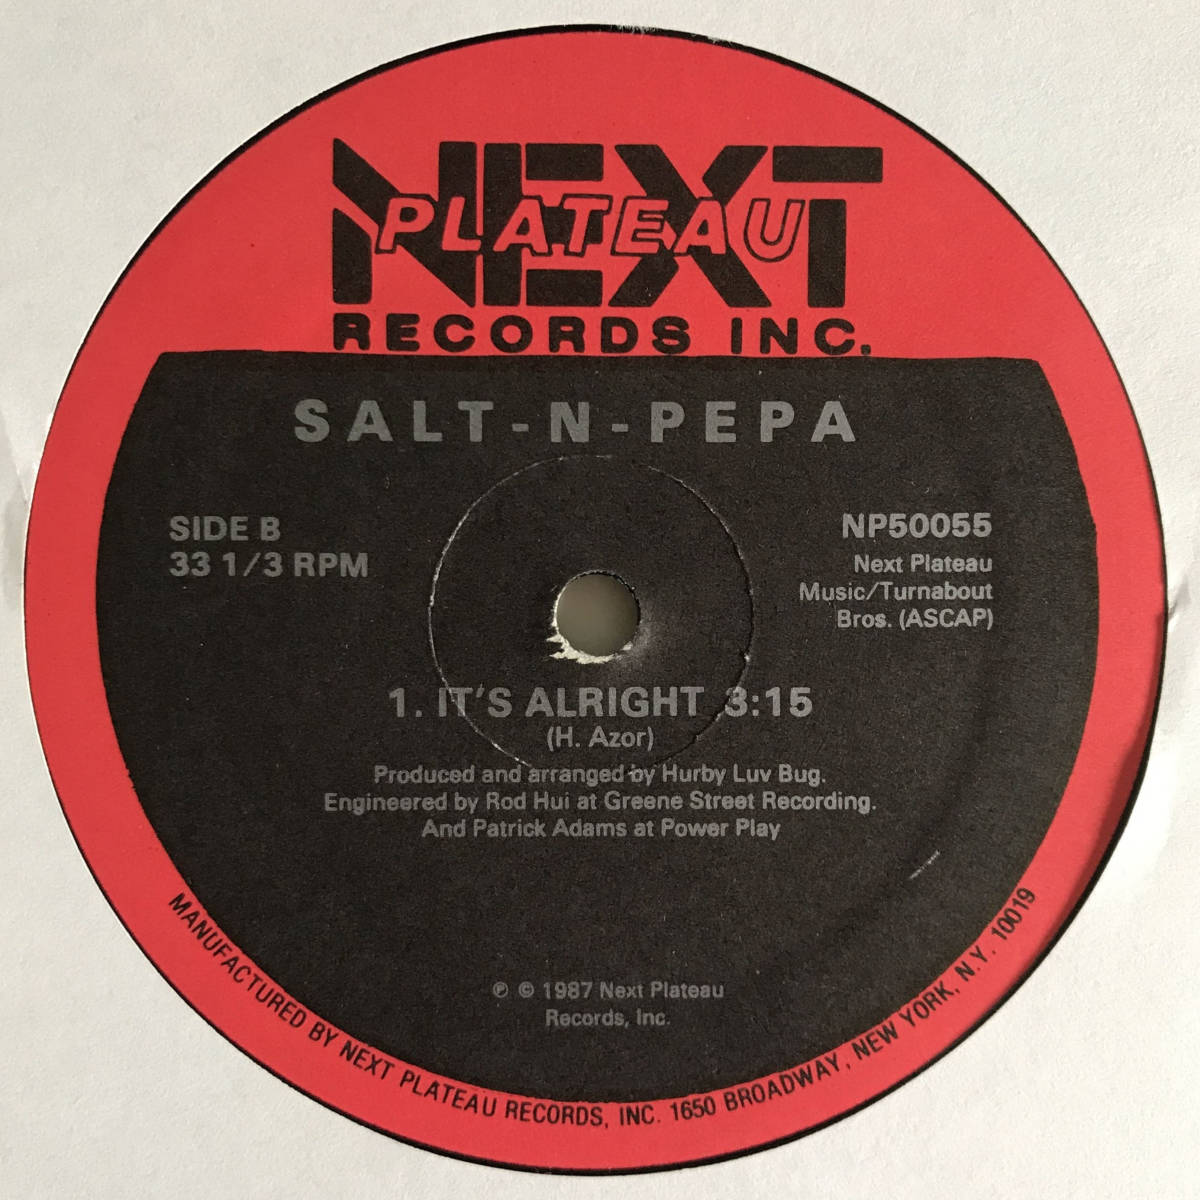 NEXT
PLATEAU
RECORDS INC.
SALT-N-PEPA
SIDE B
33 1/3 RPM
NP50055
Next Plateau
Music/Turnabout
Bros. (ASCAP)
1. IT'S ALRIGHT 3:15
(H. Azor)
Produced and arranged by Hurby Luv Bug.
Engineered by Rod Hui at Greene Street Recording.
And Patrick Adams at Power Play
℗ © 1987 Next Plateau
Records, Inc.
MANUFACTURED BY NEXT PLATEAU RECORDS, INC. 1650 BROADWAY, NEW YORK, N.Y. 10019